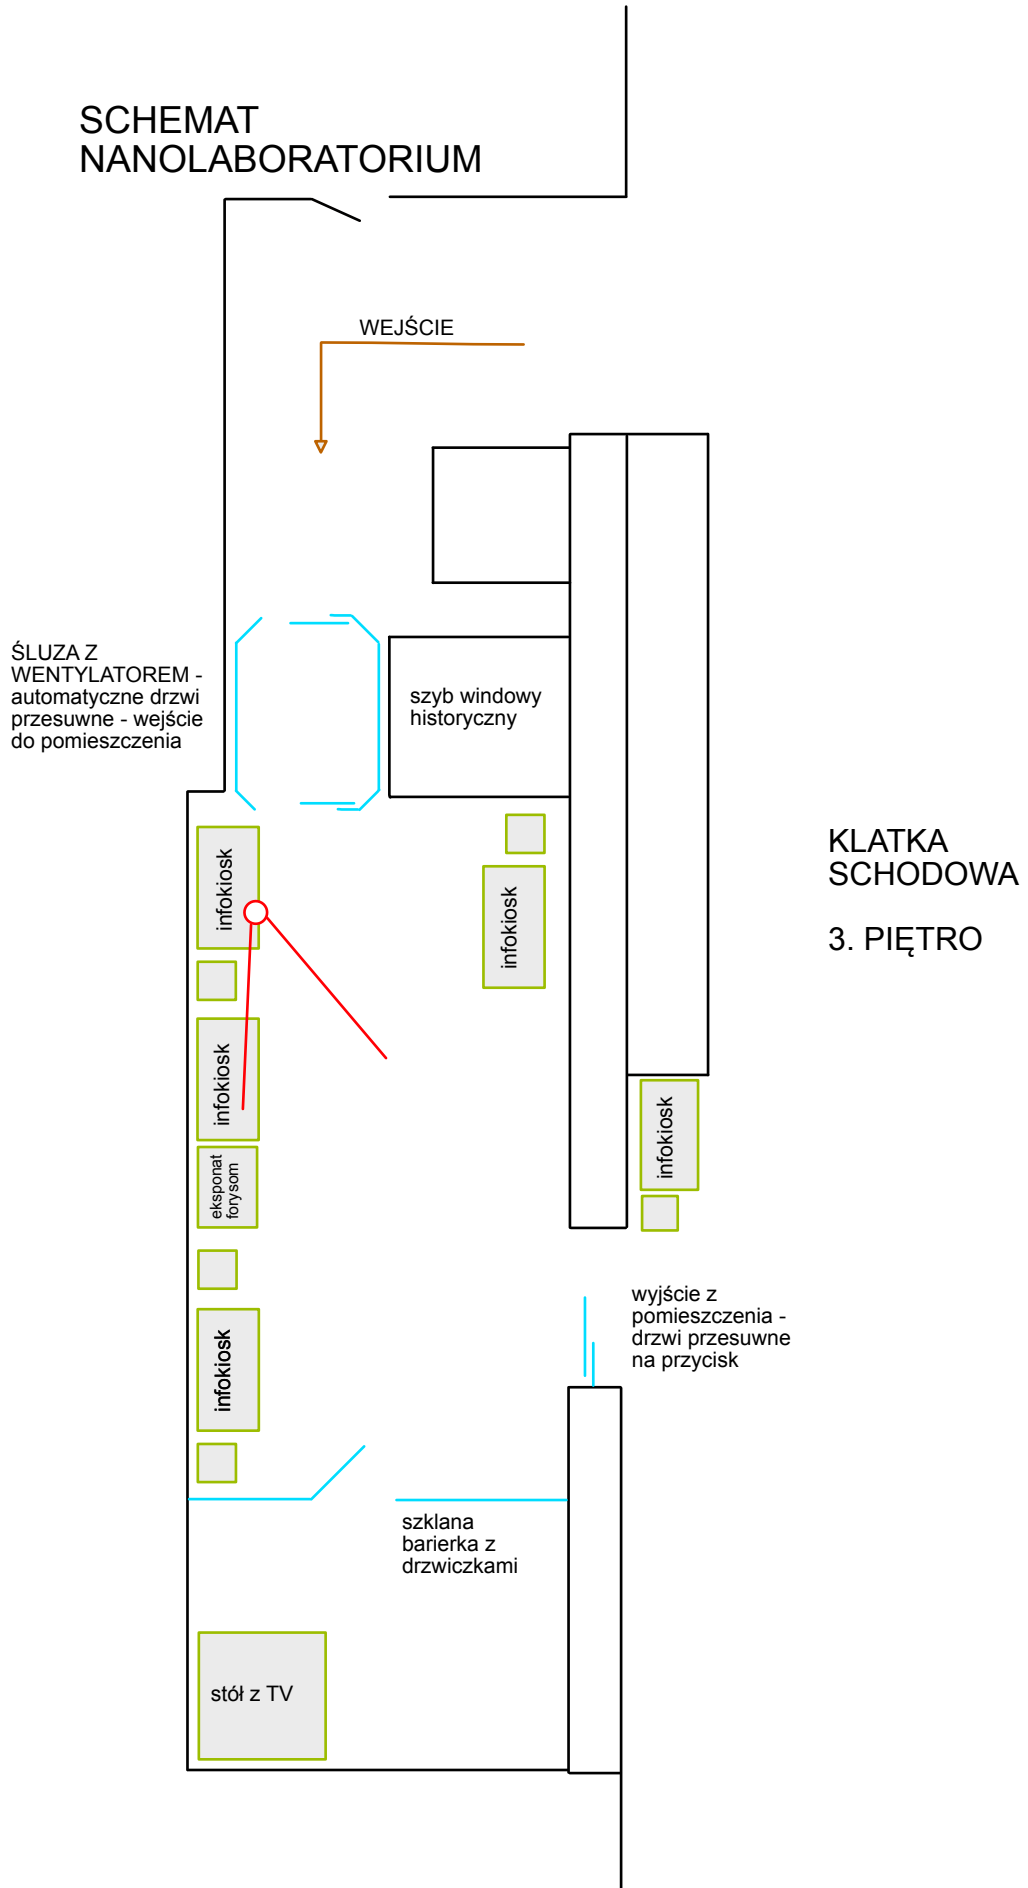 SCHEMAT
NANOLABORATORIUM
WEJŚCIE
ŚLUZA Z
WENTYLATOREM -
automatyczne drzwi
przesuwne - wejście
do pomieszczenia
szyb windowy
historyczny
infokiosk
infokiosk
KLATKA
SCHODOWA
3. PIĘTRO
infokiosk
infokiosk
eksponat
forysom
wyjście z
pomieszczenia -
drzwi przesuwne
na przycisk
infokiosk
szklana
barierka z
drzwiczkami
stół z TV